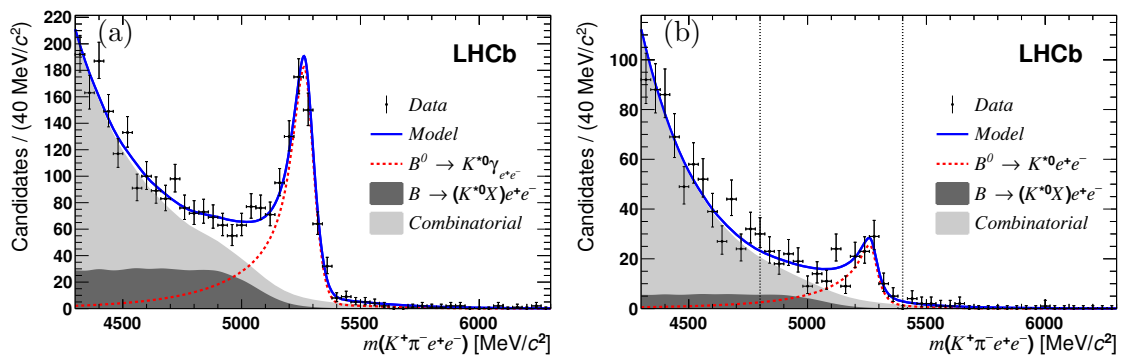 (a)
LHCb
Candidates / (40 MeV/c²)
220
200
180
160
140
120
100
80
60
40
20
0
Data
Model
B⁰ → K*⁰γ_{e⁺e⁻}
B → (K*⁰X)e⁺e⁻
Combinatorial
4500 5000 5500 6000
m(K⁺π⁻e⁺e⁻) [MeV/c²]
(b)
LHCb
Candidates / (40 MeV/c²)
100
80
60
40
20
0
Data
Model
B⁰ → K*⁰e⁺e⁻
B → (K*⁰X)e⁺e⁻
Combinatorial
4500 5000 5500 6000
m(K⁺π⁻e⁺e⁻) [MeV/c²]